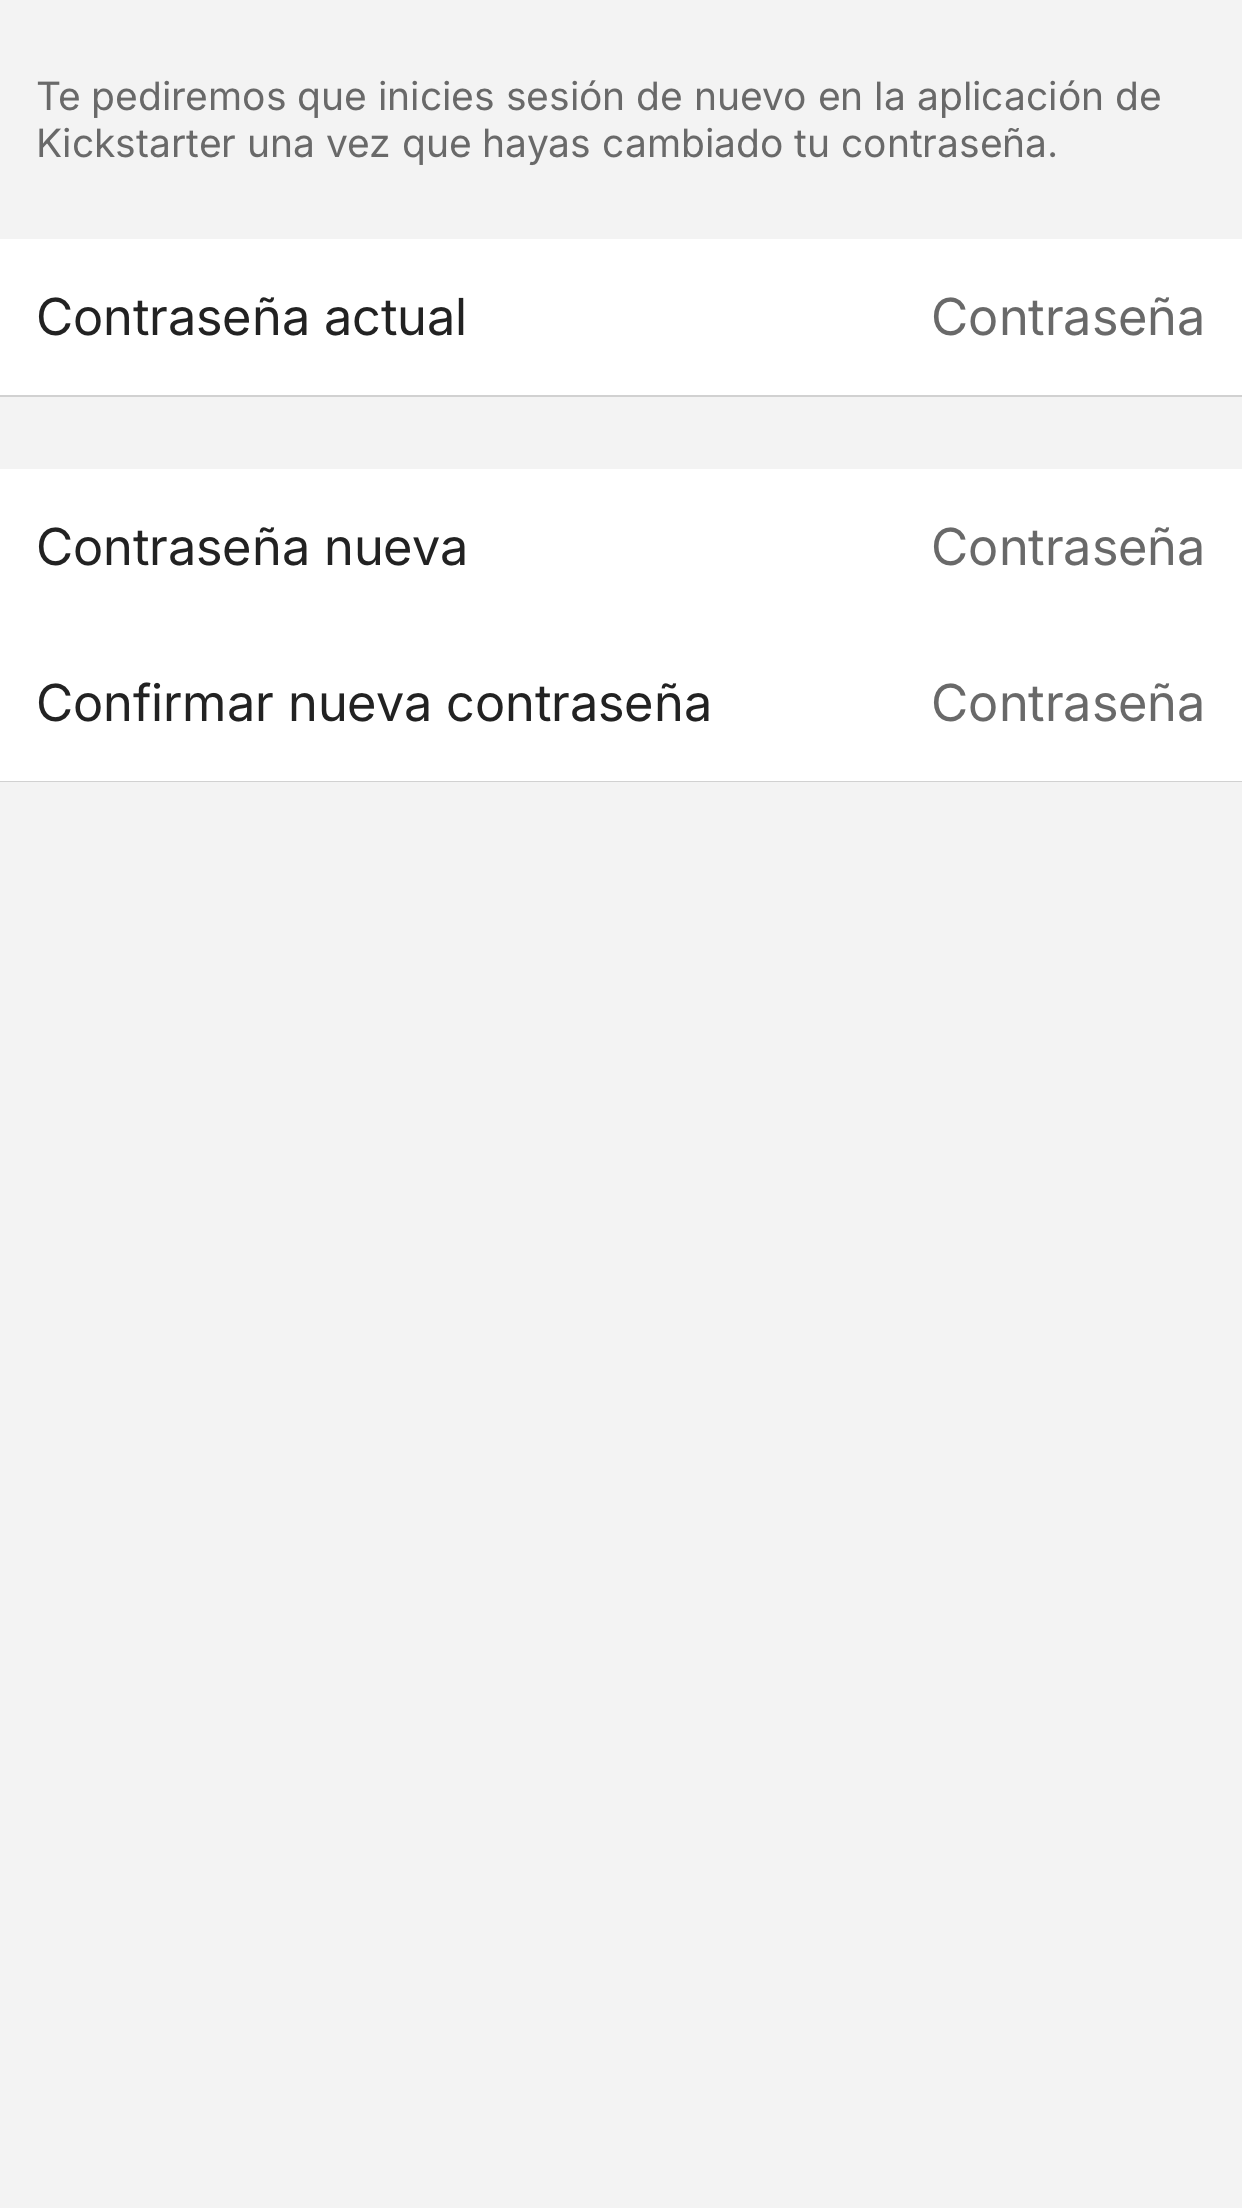 Te pediremos que inicies sesión de nuevo en la aplicación de
Kickstarter una vez que hayas cambiado tu contraseña.
Contraseña actual Contraseña
Contraseña nueva Contraseña
Confirmar nueva contraseña Contraseña